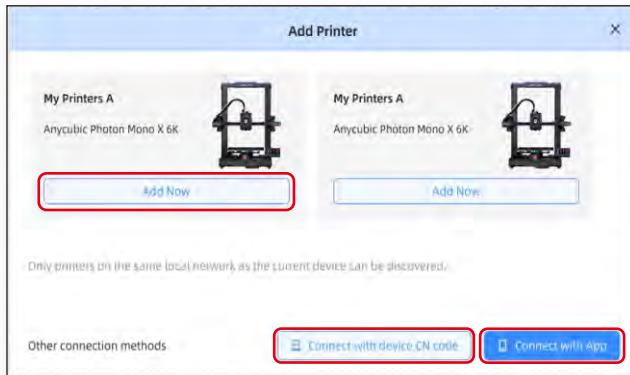 Add Printer
My Printers A
Anycubic Photon Mono X 6K
Add Now
My Printers A
Anycubic Photon Mono X 6K
Add Now
Only printers on the same local network as the current device can be discovered.
Other connection methods
Connect with device CN code
Connect with App